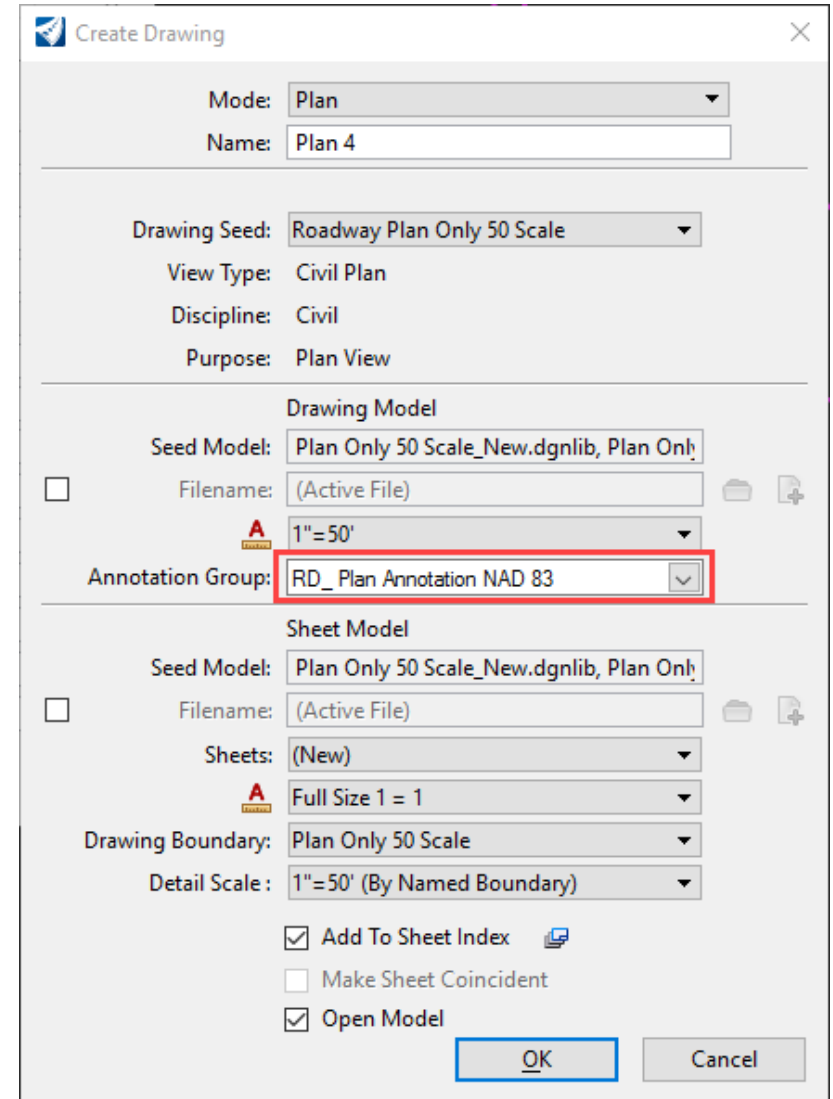 Create Drawing
Mode: Plan
Name: Plan 4
Drawing Seed: Roadway Plan Only 50 Scale
View Type: Civil Plan
Discipline: Civil
Purpose: Plan View
Drawing Model
Seed Model: Plan Only 50 Scale_New.dgnlib, Plan Only
Filename: (Active File)
A 1"=50'
Annotation Group: RD_ Plan Annotation NAD 83
Sheet Model
Seed Model: Plan Only 50 Scale_New.dgnlib, Plan Only
Filename: (Active File)
Sheets: (New)
A Full Size 1 = 1
Drawing Boundary: Plan Only 50 Scale
Detail Scale : 1"=50' (By Named Boundary)
Add To Sheet Index
Make Sheet Coincident
Open Model
OK Cancel